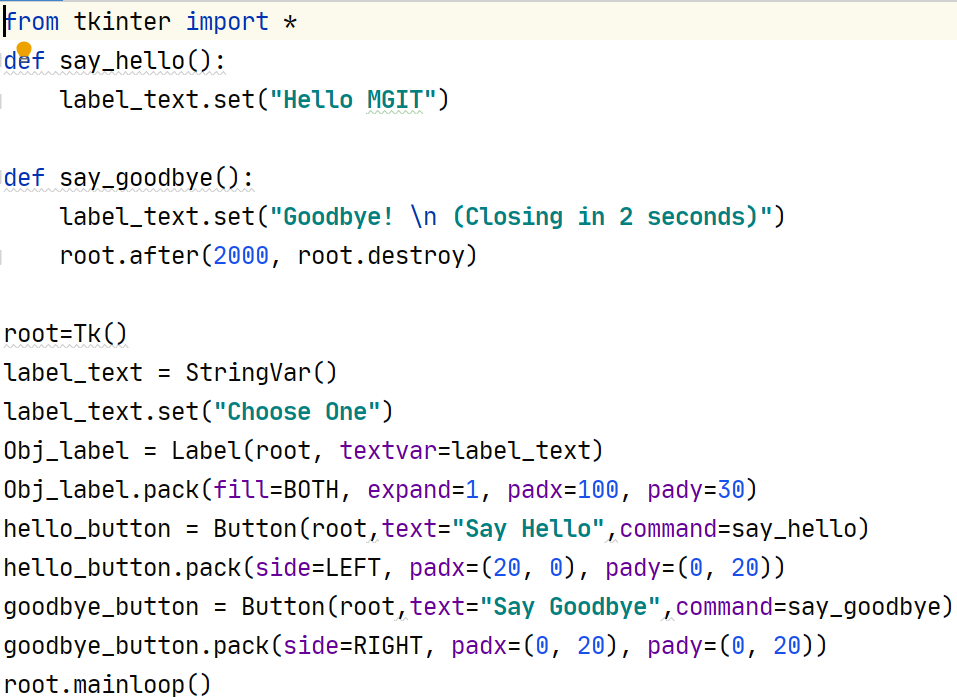 from tkinter import *
def say_hello():
    label_text.set("Hello MGIT")

def say_goodbye():
    label_text.set("Goodbye! \n (Closing in 2 seconds)")
    root.after(2000, root.destroy)

root=Tk()
label_text = StringVar()
label_text.set("Choose One")
Obj_label = Label(root, textvar=label_text)
Obj_label.pack(fill=BOTH, expand=1, padx=100, pady=30)
hello_button = Button(root,text="Say Hello",command=say_hello)
hello_button.pack(side=LEFT, padx=(20, 0), pady=(0, 20))
goodbye_button = Button(root,text="Say Goodbye",command=say_goodbye)
goodbye_button.pack(side=RIGHT, padx=(0, 20), pady=(0, 20))
root.mainloop()